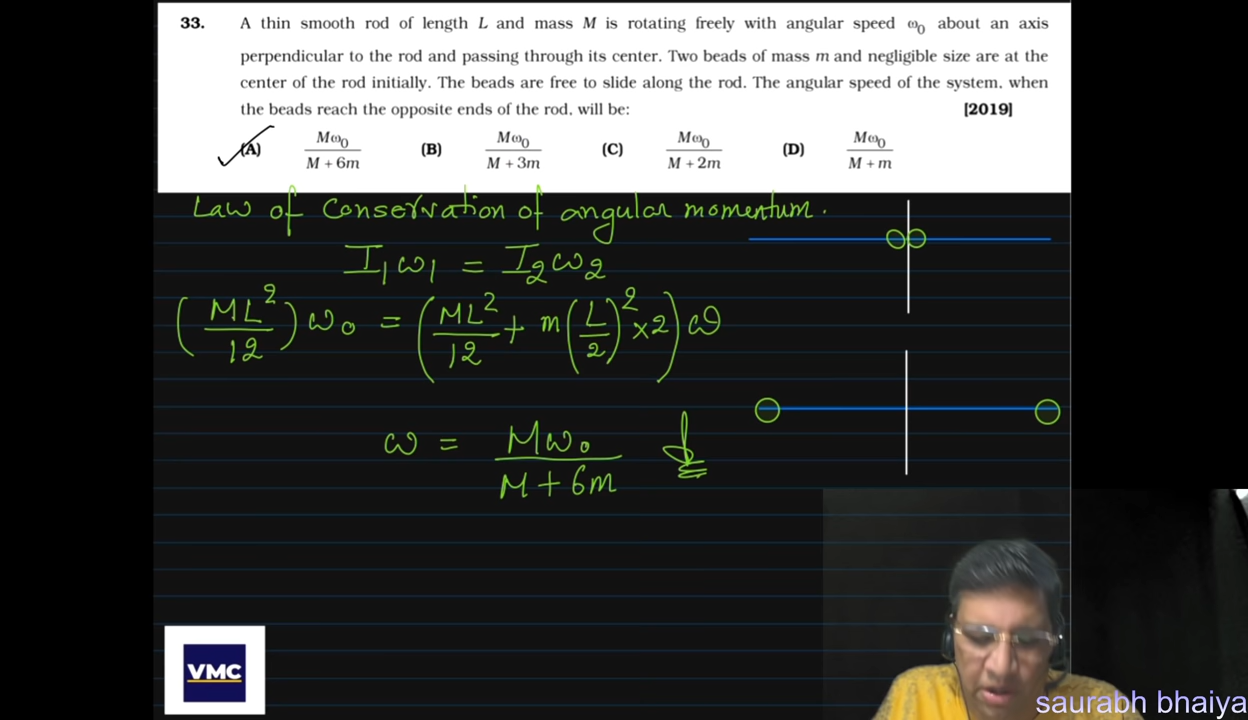 33. A thin smooth rod of length L and mass M is rotating freely with angular speed ω₀ about an axis
perpendicular to the rod and passing through its center. Two beads of mass m and negligible size are at the
center of the rod initially. The beads are free to slide along the rod. The angular speed of the system, when
the beads reach the opposite ends of the rod, will be: [2019]
(A) Mω₀/(M + 6m) (B) Mω₀/(M + 3m) (C) Mω₀/(M + 2m) (D) Mω₀/(M + m)
Law of Conservation of angular momentum.
I₁ω₁ = I₂ω₂
(ML²/12)ω₀ = (ML²/12 + m(L/2)² × 2)ω
ω = Mω₀/(M + 6m)
VMC
saurabh bhaiya